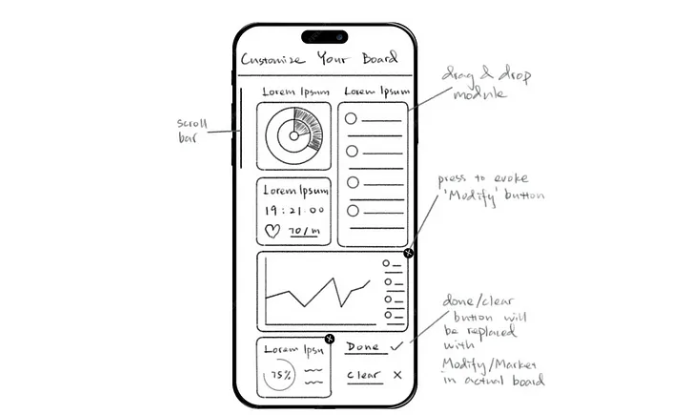 Customize Your Board
Lorem Ipsum
Lorem Ipsum
Lorem Ipsum
19:21:00
70/m
Lorem Ipsu
75%
Done
Clear
scroll
bar
drag & drop
module
press to evoke
'Modify' button
done/clear
button will
be replaced
with
Modify/Market
in actual board